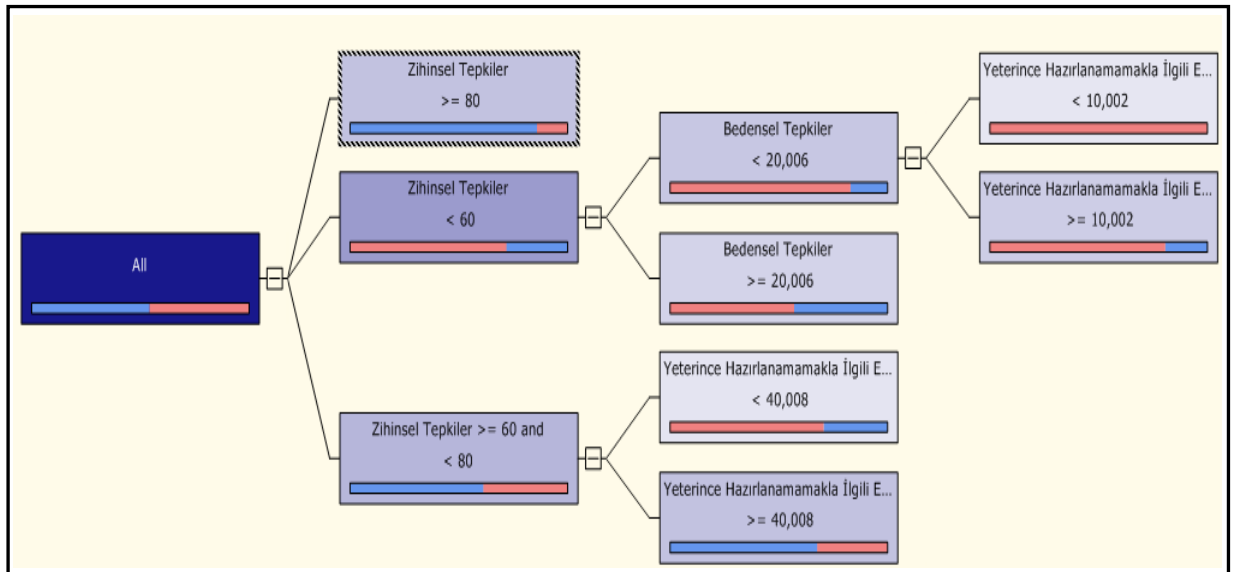 All
Zihinsel Tepkiler
>= 80
Zihinsel Tepkiler
< 60
Zihinsel Tepkiler >= 60 and
< 80
Bedensel Tepkiler
< 20,006
Bedensel Tepkiler
>= 20,006
Yeterince Hazırlanamamakla İlgili E...
< 40,008
Yeterince Hazırlanamamakla İlgili E...
>= 40,008
Yeterince Hazırlanamamakla İlgili E...
< 10,002
Yeterince Hazırlanamamakla İlgili E...
>= 10,002